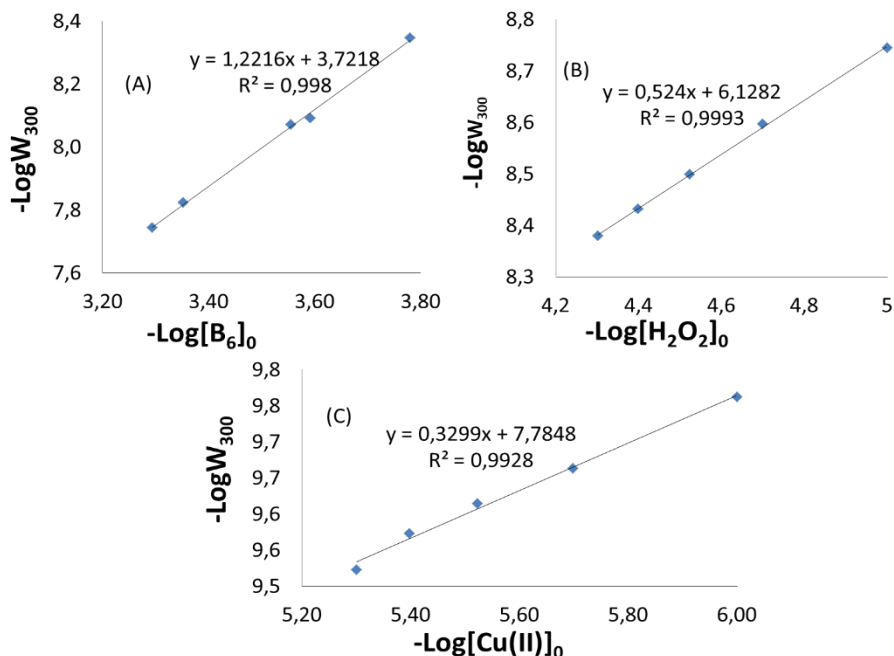 8,4
8,2
8,0
7,8
7,6
-LogW₃₀₀
(A)
y = 1,2216x + 3,7218
R² = 0,998
3,20 3,40 3,60 3,80
-Log[B₆]₀
8,8
8,7
8,6
8,5
8,4
8,3
-LogW₃₀₀
(B)
y = 0,524x + 6,1282
R² = 0,9993
4,2 4,4 4,6 4,8 5
-Log[H₂O₂]₀
9,8
9,8
9,7
9,7
9,6
9,6
9,5
-LogW₃₀₀
(C)
y = 0,3299x + 7,7848
R² = 0,9928
5,20 5,40 5,60 5,80 6,00
-Log[Cu(II)]₀